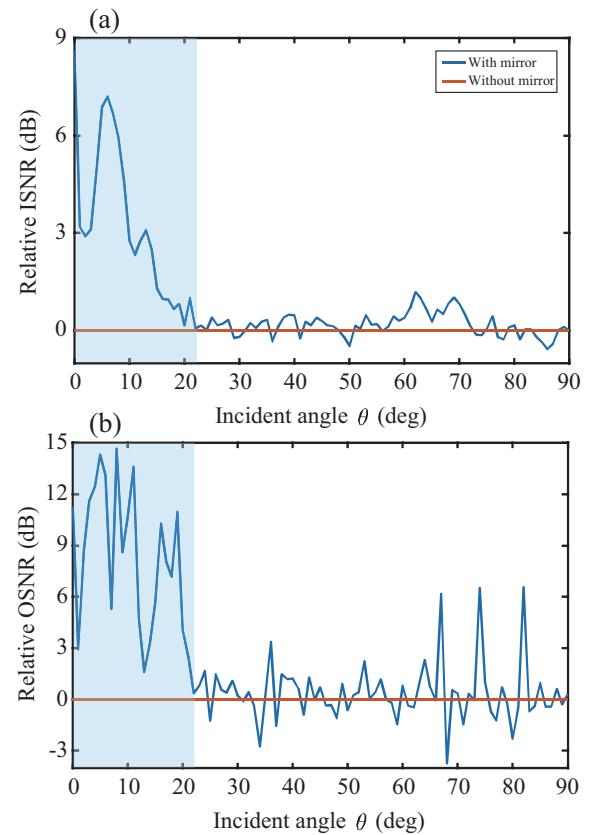 (a)
9
6
3
0
Relative ISNR (dB)
With mirror
Without mirror
0 10 20 30 40 50 60 70 80 90
Incident angle θ (deg)
(b)
15
12
9
6
3
0
-3
Relative OSNR (dB)
0 10 20 30 40 50 60 70 80 90
Incident angle θ (deg)